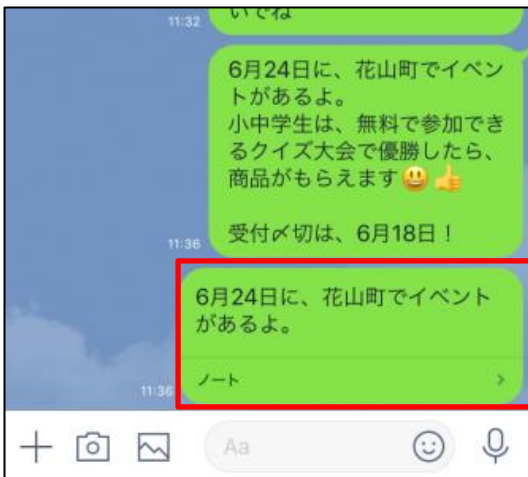 11:32
いでね
6月24日に、花山町でイベン
トがあるよ。
小中学生は、無料で参加でき
るクイズ大会で優勝したら、
商品がもらえます😃👍
受付〆切は、6月18日！
11:36
6月24日に、花山町でイベント
があるよ。
ノート
11:36
Aa